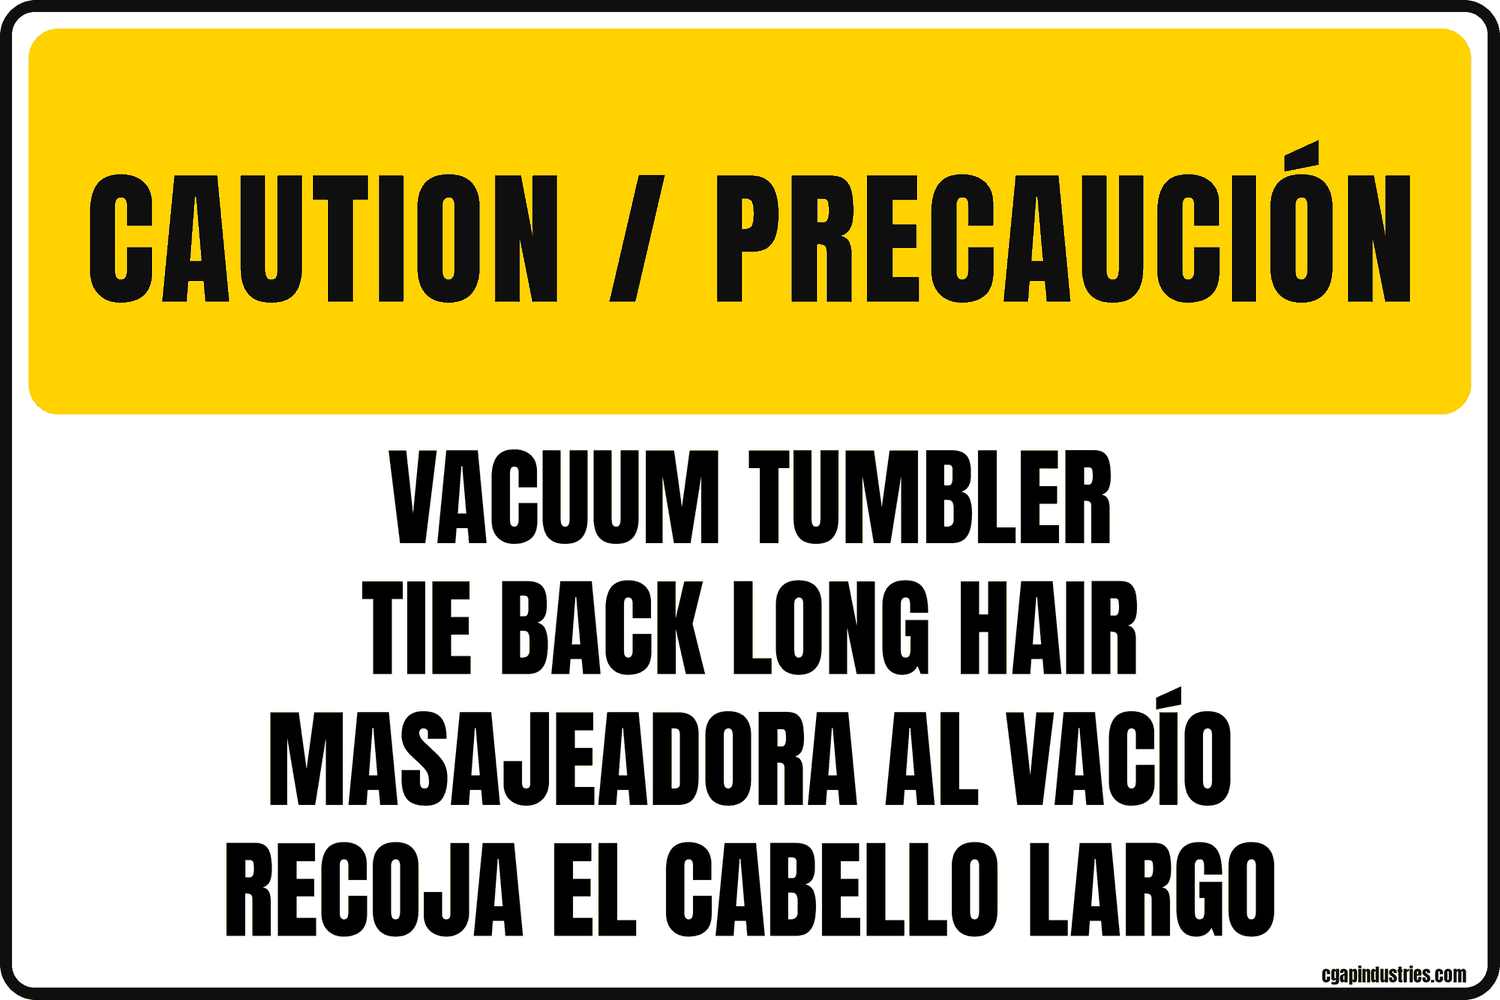 CAUTION / PRECAUCIÓN
VACUUM TUMBLER
TIE BACK LONG HAIR
MASAJEADORA AL VACÍO
RECOJA EL CABELLO LARGO
cgapindustries.com